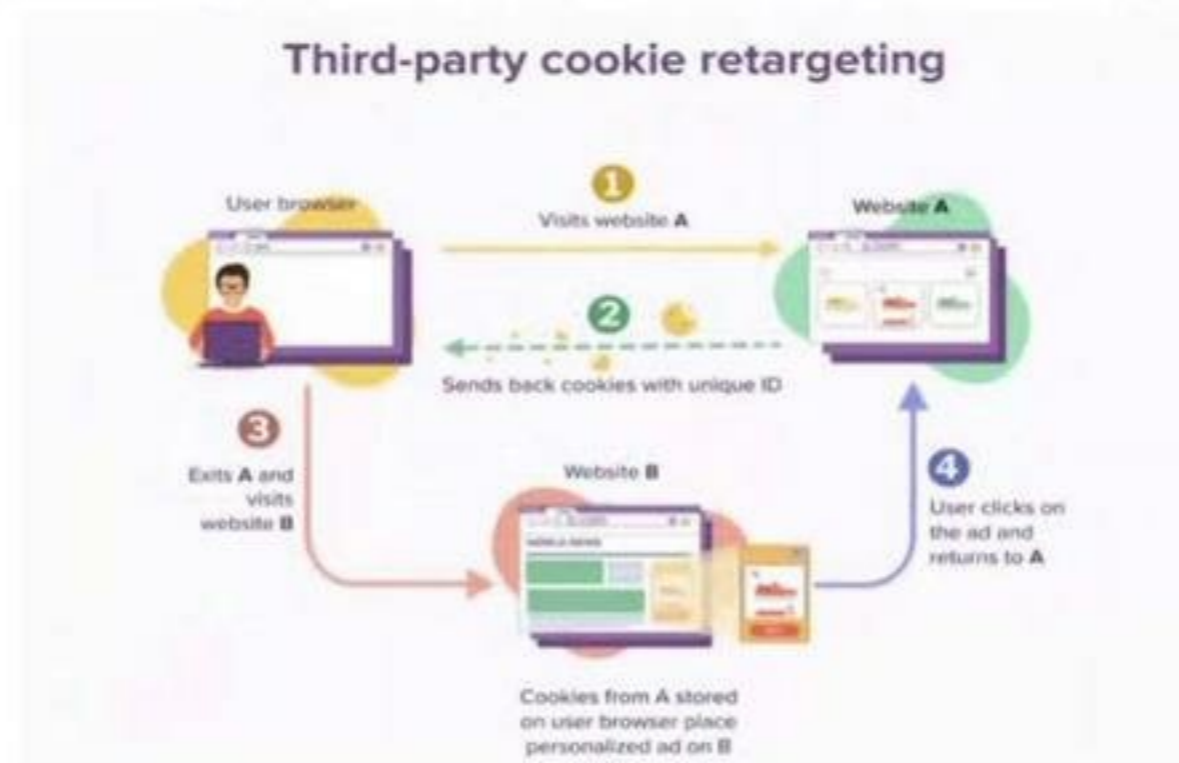 Third-party cookie retargeting
1
User browser
Visits website A
Website A
2
Sends back cookies with unique ID
3
Exits A and
visits
website B
Website B
4
User clicks on
the ad and
returns to A
WORLD NEWS
Cookies from A stored
on user browser place
personalized ad on B